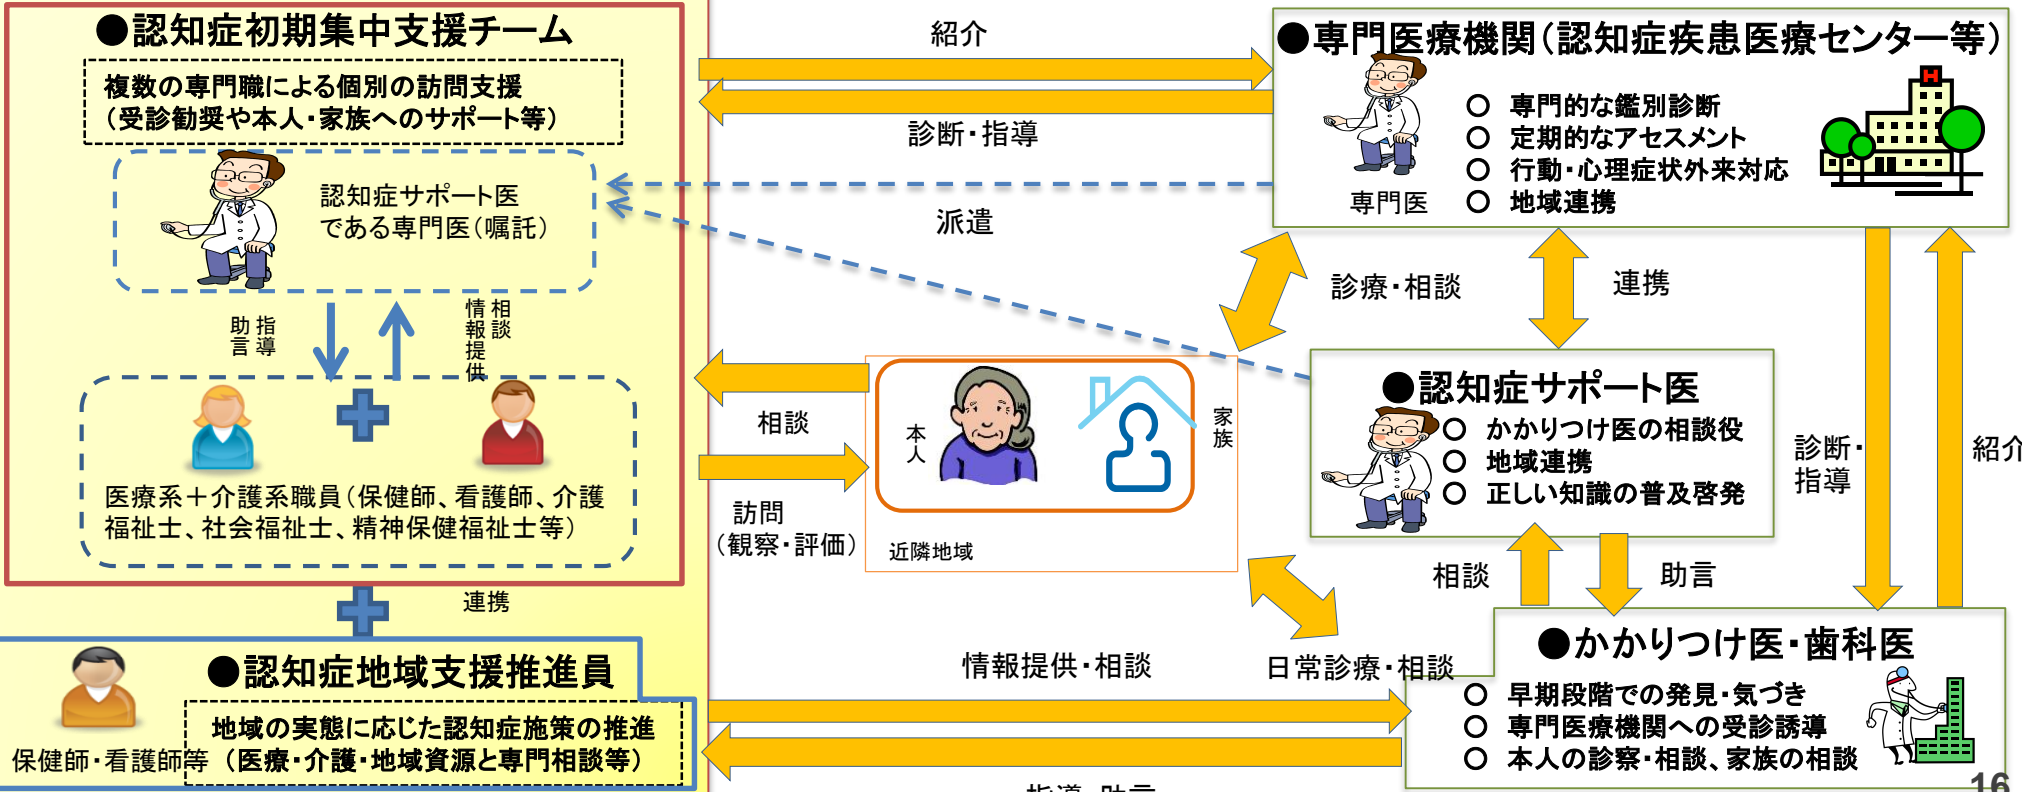 ●認知症初期集中支援チーム
複数の専門職による個別の訪問支援
（受診勧奨や本人・家族へのサポート等）
認知症サポート医
である専門医（嘱託）
指導
助言
相談
情報提供
医療系＋介護系職員（保健師、看護師、介護
福祉士、社会福祉士、精神保健福祉士等）
連携
●認知症地域支援推進員
地域の実態に応じた認知症施策の推進
（医療・介護・地域資源と専門相談等）
保健師・看護師等
紹介
診断・指導
派遣
相談
訪問
（観察・評価）
本人
家族
近隣地域
診療・相談
連携
●専門医療機関（認知症疾患医療センター等）
専門医
○ 専門的な鑑別診断
○ 定期的なアセスメント
○ 行動・心理症状外来対応
○ 地域連携
●認知症サポート医
○ かかりつけ医の相談役
○ 地域連携
○ 正しい知識の普及啓発
診断・
指導
紹介
相談
助言
情報提供・相談
日常診療・相談
●かかりつけ医・歯科医
○ 早期段階での発見・気づき
○ 専門医療機関への受診誘導
○ 本人の診察・相談、家族の相談
指導・助言
16